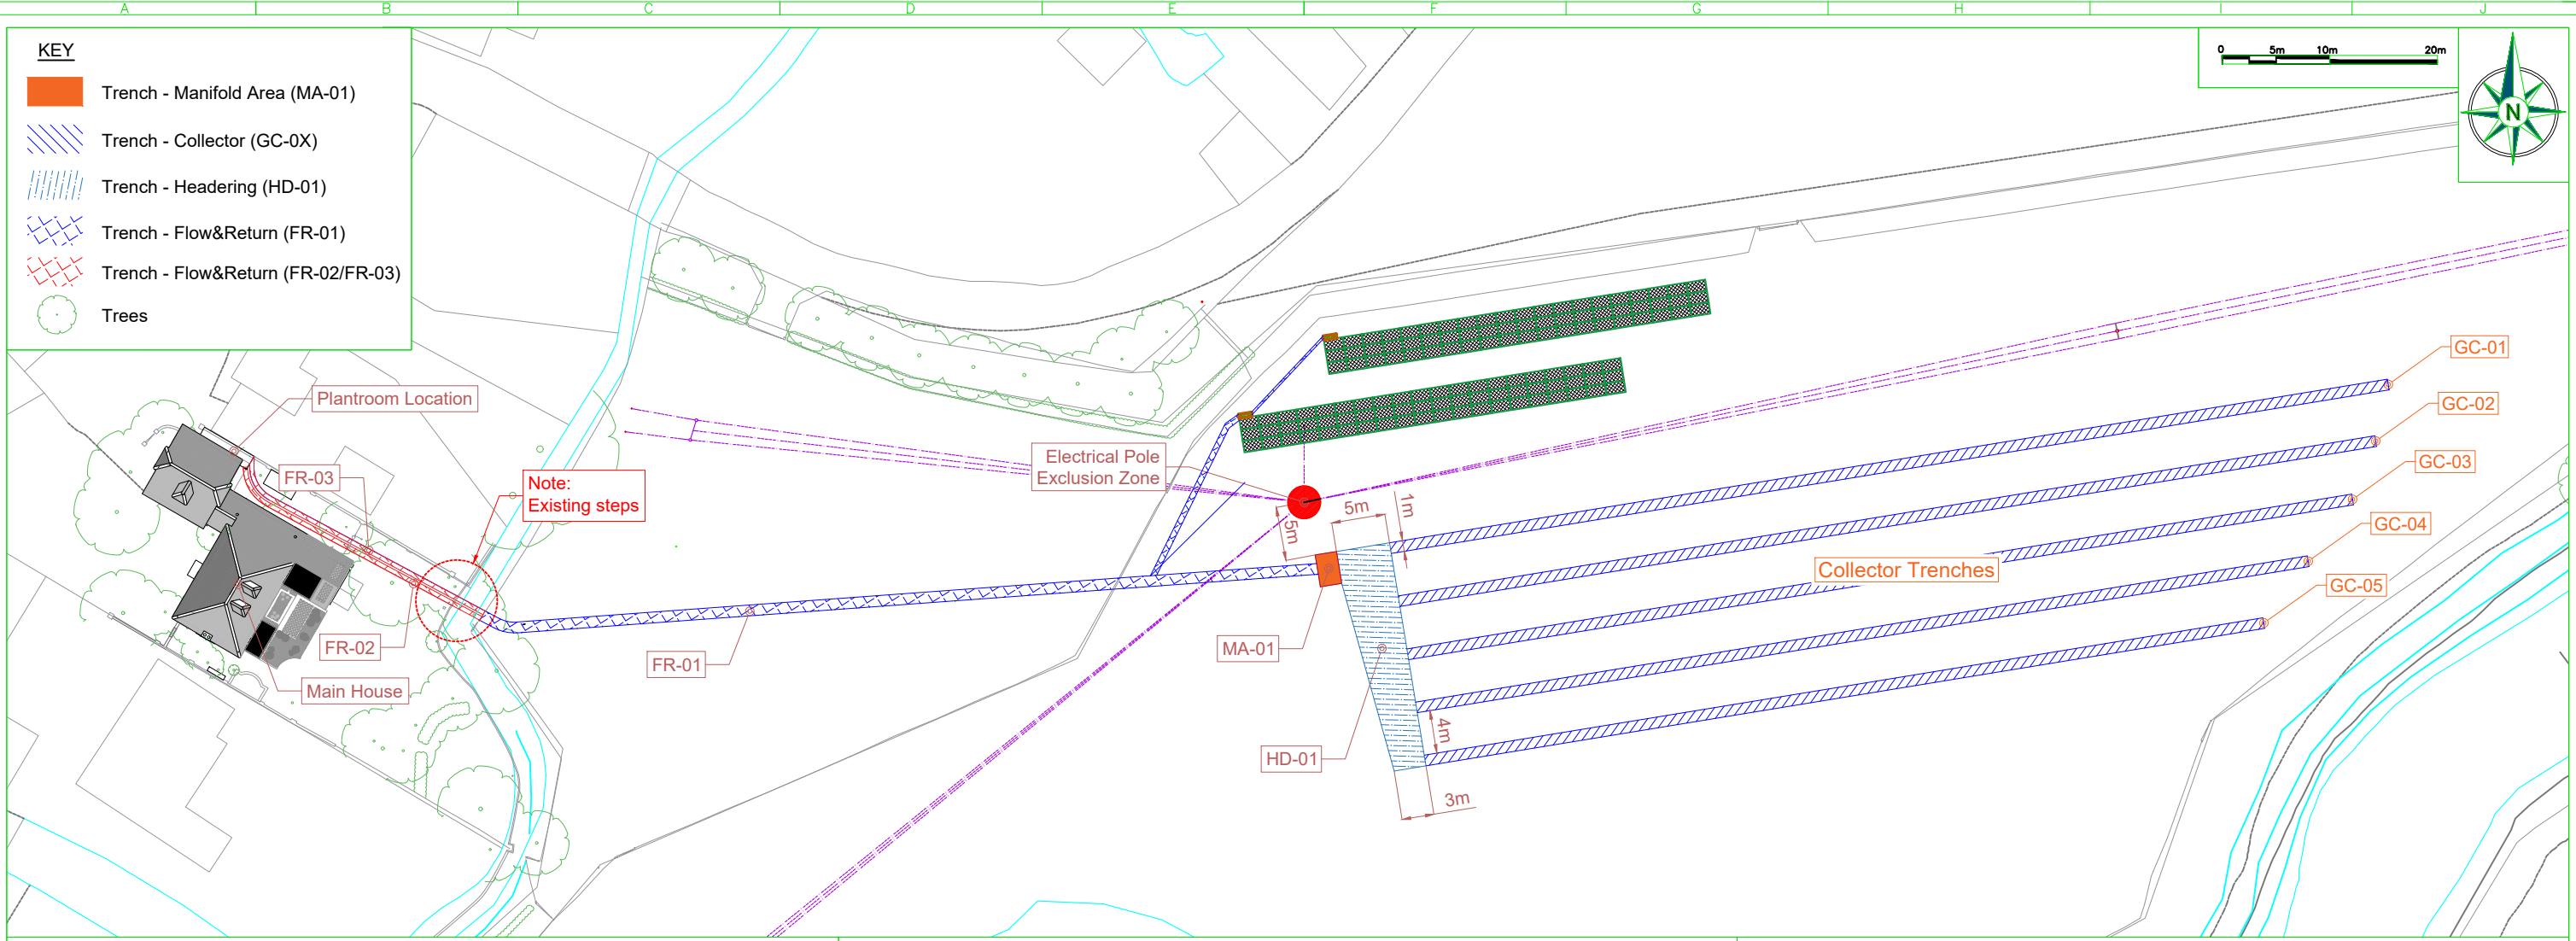 A B C D E F G H I J
KEY
Trench - Manifold Area (MA-01)
Trench - Collector (GC-0X)
Trench - Headering (HD-01)
Trench - Flow&Return (FR-01)
Trench - Flow&Return (FR-02/FR-03)
Trees
0 5m 10m 20m
N
GC-01
GC-02
GC-03
GC-04
GC-05
Plantroom Location
FR-03
Note:
Existing steps
Electrical Pole
Exclusion Zone
5m
5m
1m
Collector Trenches
FR-02
FR-01
MA-01
Main House
4m
HD-01
3m